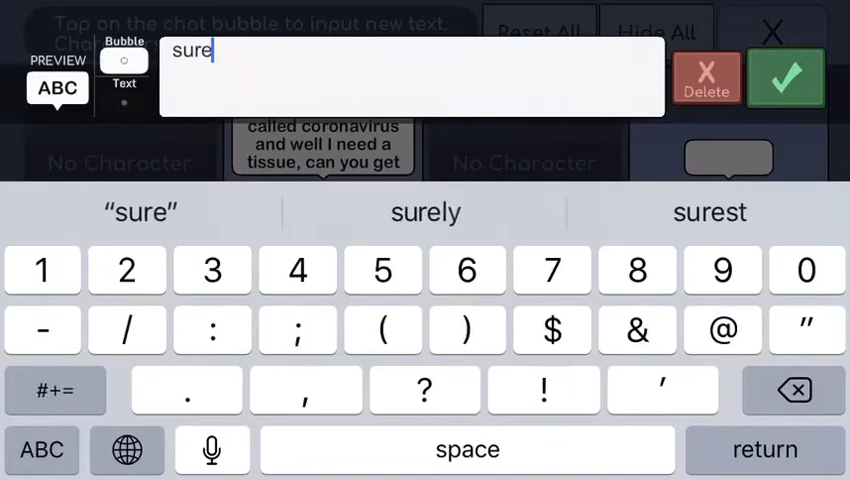 Tap on the chat bubble to input new text.
Reset All
Hide All
X
Bubble
PREVIEW
ABC
Text
sure
X
Delete
called coronavirus
and well I need a
tissue, can you get
No Character
No Character
“sure”
surely
surest
1 2 3 4 5 6 7 8 9 0
- / : ; ( ) $ & @ ”
#+= . , ? ! ’
ABC space return